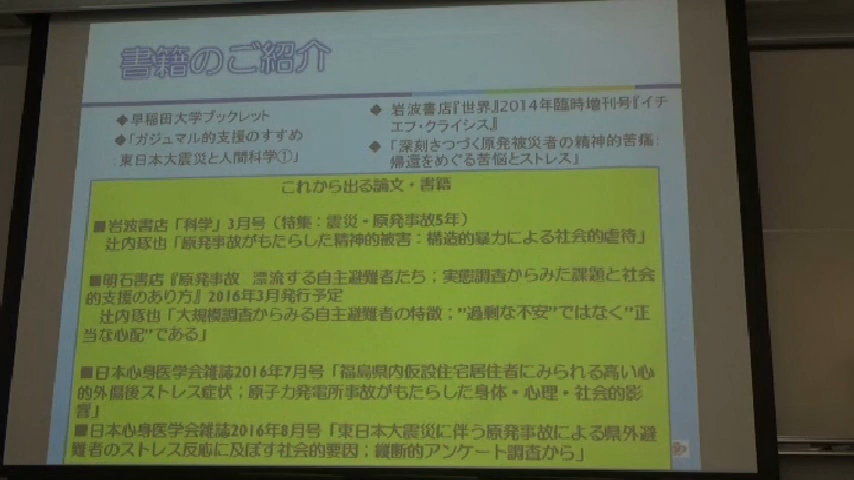 書籍のご紹介
◆早稲田大学ブックレット
◆「ガジュマル的支援のすすめ
:東日本大震災と人間科学①」
◆ 岩波書店『世界』2014年臨時増刊号『イチ
エフ・クライシス』
◆ 「深刻さつづく原発被災者の精神的苦痛:
帰還をめぐる苦悩とストレス」
これから出る論文・書籍
■岩波書店「科学」3月号(特集:震災・原発事故5年)
辻内琢也「原発事故がもたらした精神的被害:構造的暴力による社会的虐待」
■明石書店『原発事故 漂流する自主避難者たち;実態調査からみた課題と社会
的支援のあり方』2016年3月発行予定
辻内琢也「大規模調査からみる自主避難者の特徴;”過剰な不安”ではなく”正
当な心配”である」
■日本心身医学会雑誌2016年7月号「福島県内仮設住宅居住者にみられる高い心
的外傷後ストレス症状;原子力発電所事故がもたらした身体・心理・社会的影
響」
■日本心身医学会雑誌2016年8月号「東日本大震災に伴う原発事故による県外避
難者のストレス反応に及ぼす社会的要因;縦断的アンケート調査から」